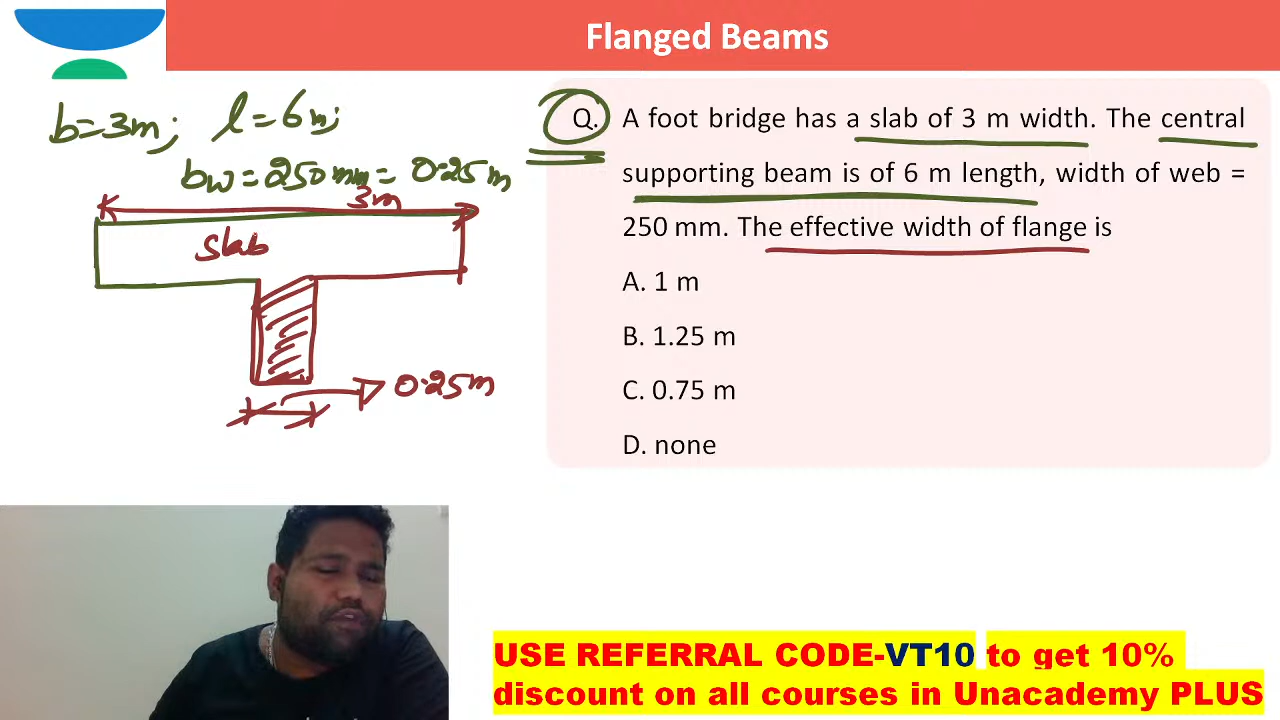 Flanged Beams
b=3m; l=6m;
bw=250mm=0.25m
3m
slab
0.25m
Q. A foot bridge has a slab of 3 m width. The central
supporting beam is of 6 m length, width of web =
250 mm. The effective width of flange is
A. 1 m
B. 1.25 m
C. 0.75 m
D. none
USE REFERRAL CODE-VT10 to get 10%
discount on all courses in Unacademy PLUS